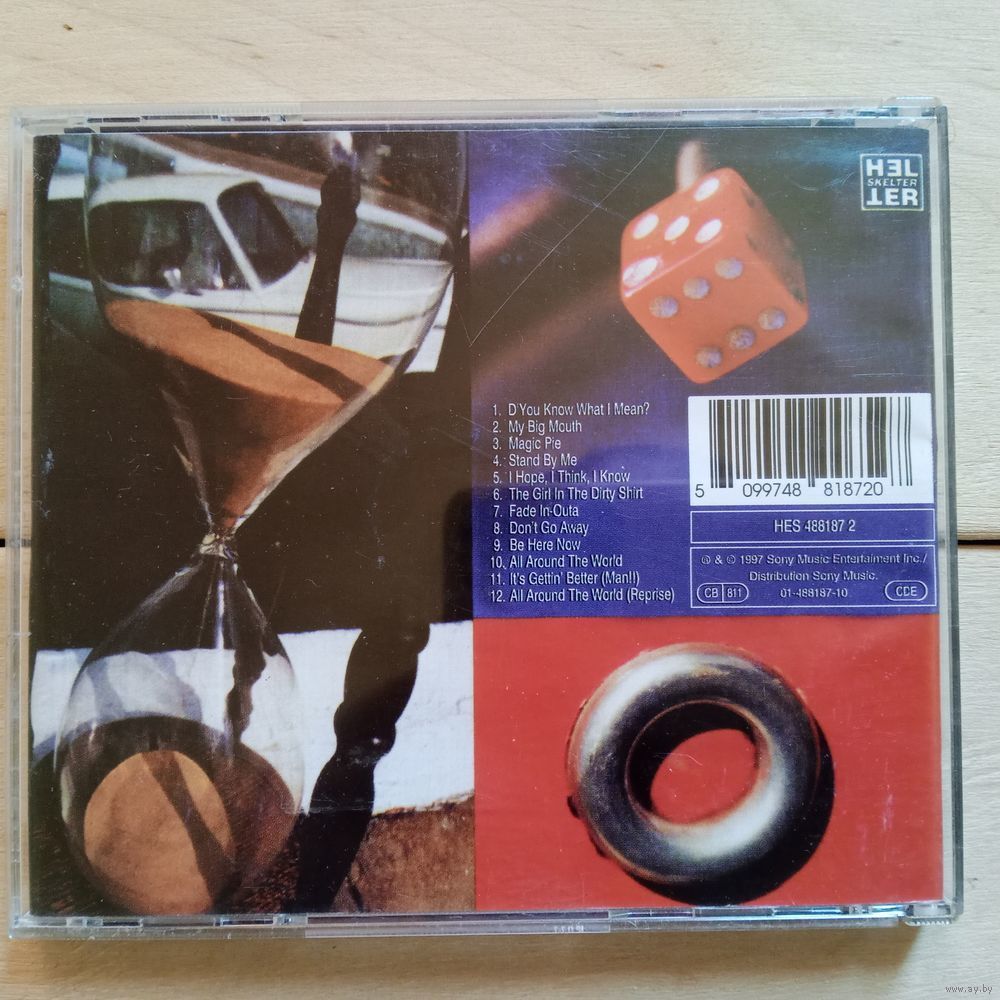 HEL
SKELTER
TER
1. D'You Know What I Mean?
2. My Big Mouth
3. Magic Pie
4. Stand By Me
5. I Hope, I Think, I Know
6. The Girl In The Dirty Shirt
7. Fade In-Outa
8. Don't Go Away
9. Be Here Now
10. All Around The World
11. It's Gettin' Better (Man!!)
12. All Around The World (Reprise)
5 099748 818720
HES 488187 2
℗ & © 1997 Sony Music Entertaiment Inc./
Distribution Sony Music.
CB 811 01-488187-10 CDE
www.ay.by